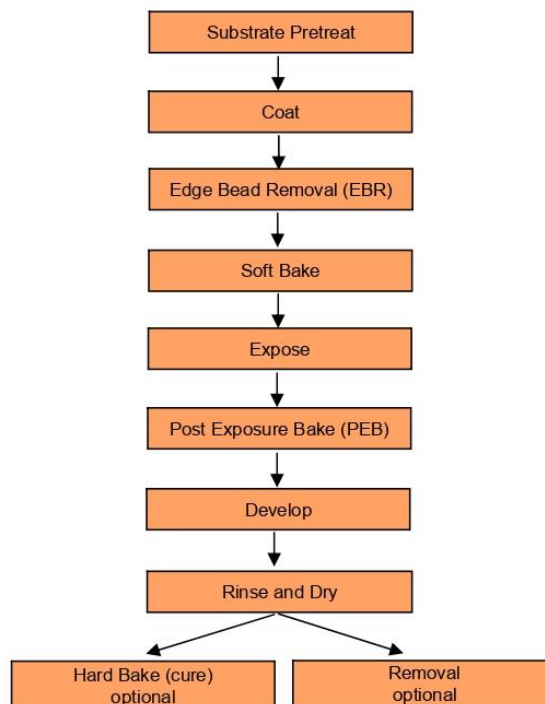 Substrate Pretreat
Coat
Edge Bead Removal (EBR)
Soft Bake
Expose
Post Exposure Bake (PEB)
Develop
Rinse and Dry
Hard Bake (cure)
optional
Removal
optional